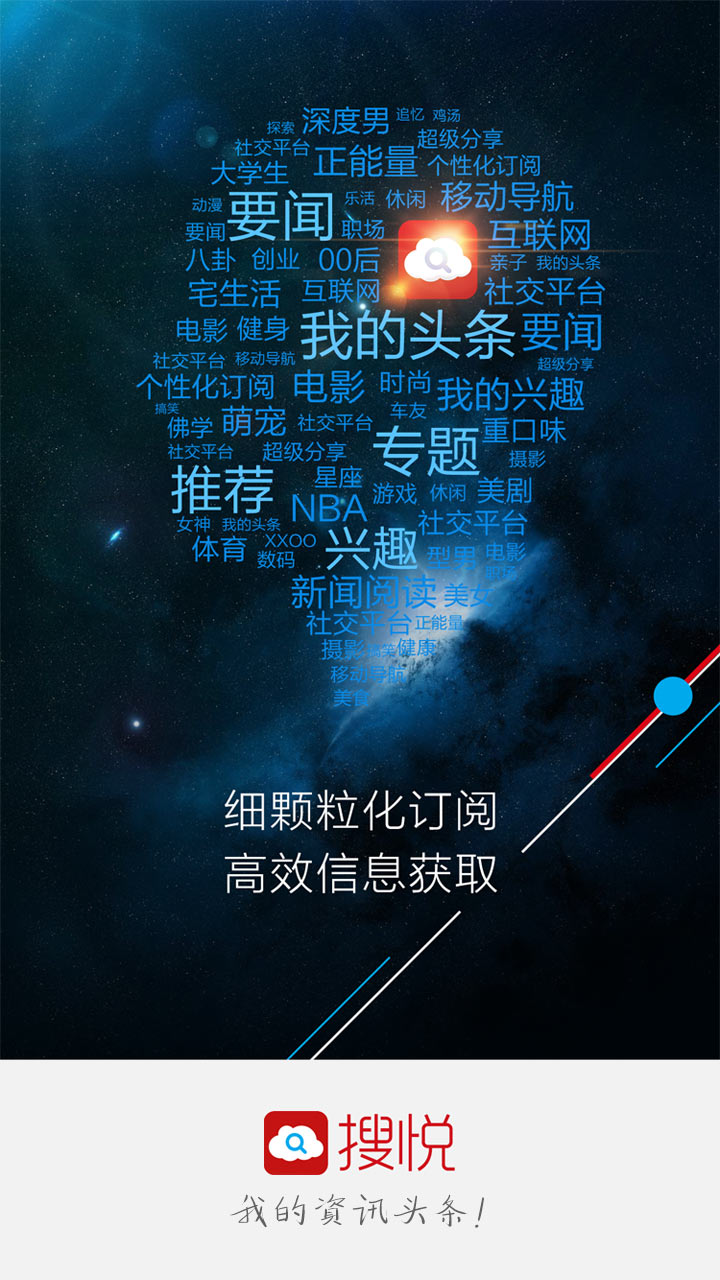 探索 深度男 追忆 鸡汤
社交平台 正能量 超级分享
大学生 个性化订阅
动漫 要闻 乐活 休闲 移动导航
要闻 职场 互联网
八卦 创业 00后 亲子 我的头条
宅生活 互联网 社交平台
电影 健身 我的头条 要闻
社交平台 移动导航 超级分享
个性化订阅 电影 时尚 我的兴趣
搞笑 佛学 萌宠 社交平台 车友 重口味
社交平台 超级分享 专题 摄影
推荐 星座 游戏 休闲 美剧
女神 我的头条 NBA 社交平台
体育 XXOO 数码 兴趣 型男 电影
职场
新闻阅读 美女
社交平台 正能量
摄影 搞笑 健康
移动导航
美食
细颗粒化订阅
高效信息获取
搜悦
我的資讯头条!